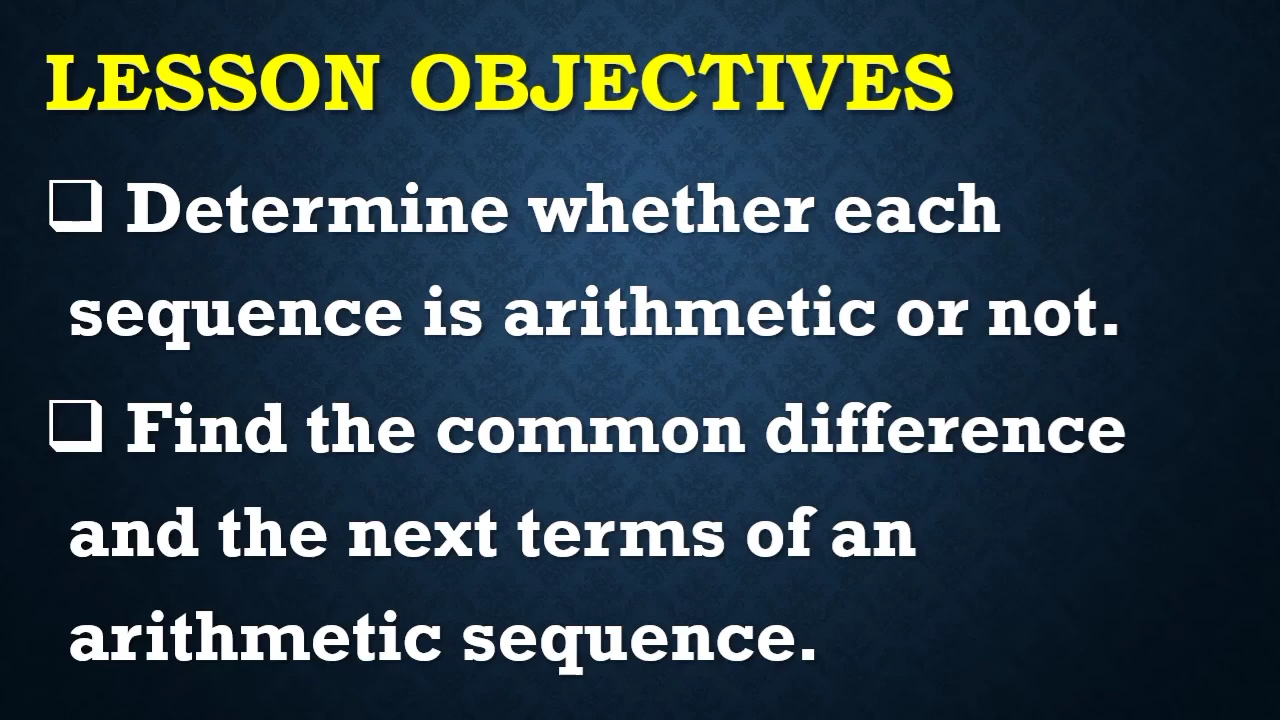 LESSON OBJECTIVES
❑ Determine whether each
sequence is arithmetic or not.
❑ Find the common difference
and the next terms of an
arithmetic sequence.